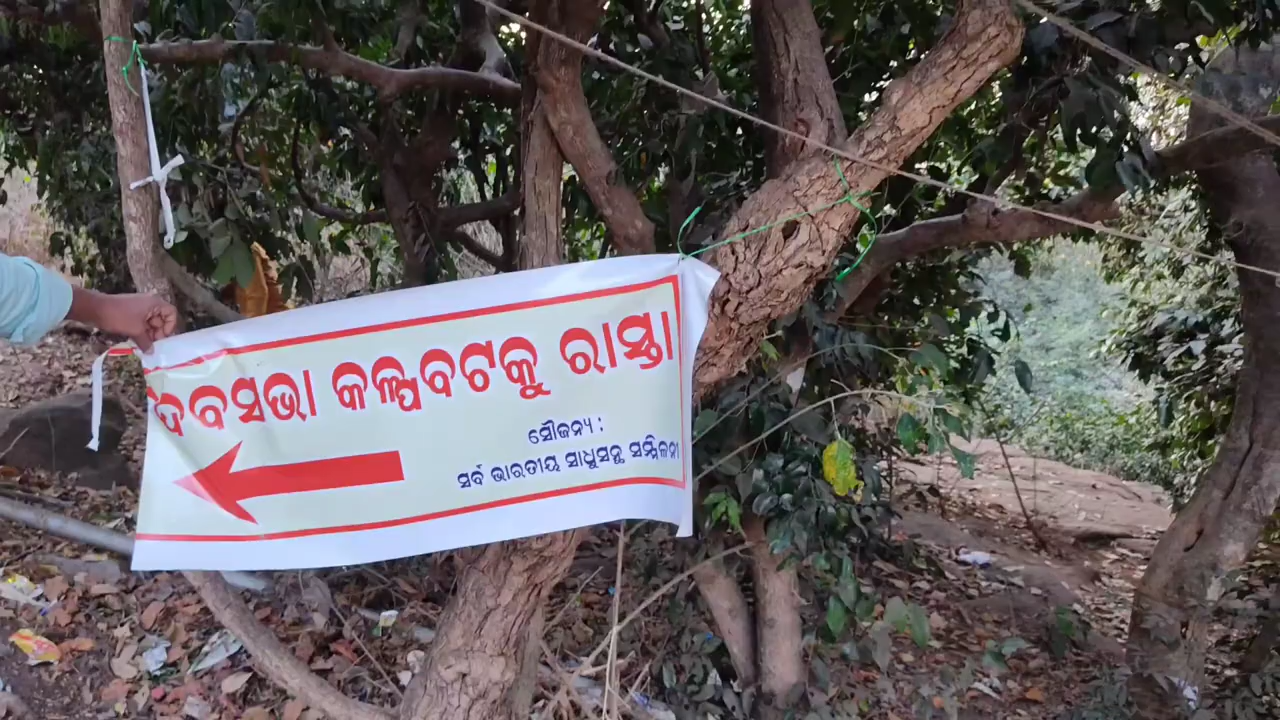 ଦେବସଭା କଳ୍ପବଟକୁ ରାସ୍ତା
ସୌଜନ୍ୟ :
ସର୍ବ ଭାରତୀୟ ସାଧୁସନ୍ଥ ସମ୍ମିଳନୀ